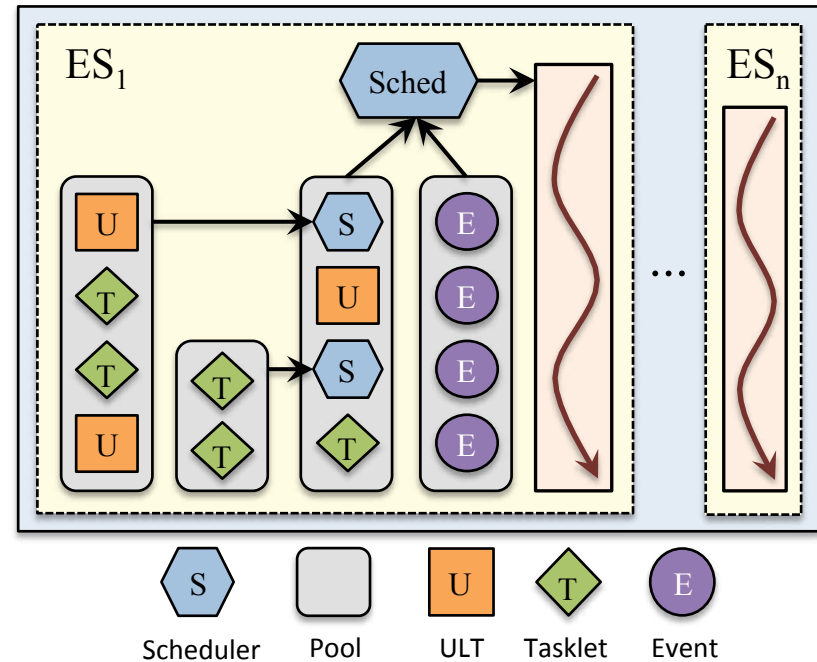 ES1
Sched
ESn
U
S
E
T
U
E
...
T
T
S
E
U
T
T
E
S
U
T
E
Scheduler
Pool
ULT
Tasklet
Event